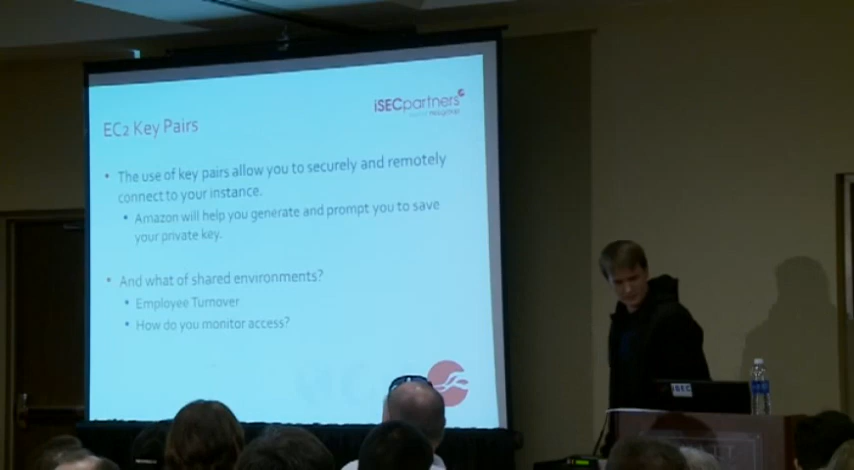 iSECpartners
EC2 Key Pairs
• The use of key pairs allow you to securely and remotely
connect to your instance.
• Amazon will help you generate and prompt you to save
your private key.
• And what of shared environments?
• Employee Turnover
• How do you monitor access?
iSEC